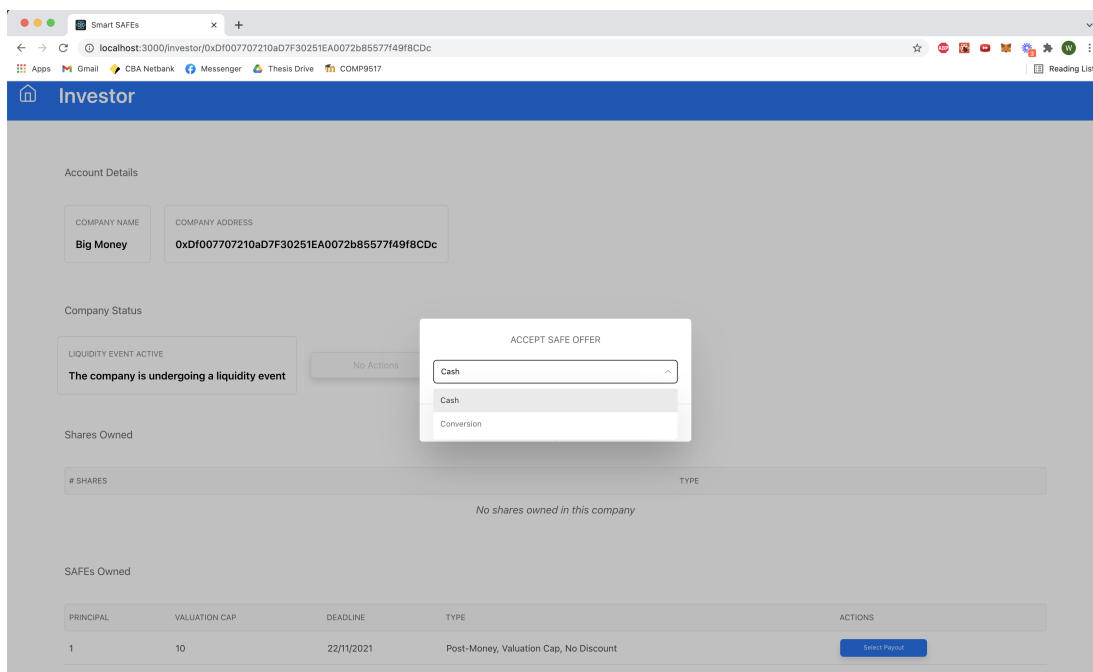 Smart SAFEs
localhost:3000/investor/0xDf007707210aD7F30251EA0072b85577f49f8CDc
ABP
3
W
Apps Gmail CBA Netbank Messenger Thesis Drive COMP9517 Reading List
Investor
Account Details
COMPANY NAME COMPANY ADDRESS
Big Money 0xDf007707210aD7F30251EA0072b85577f49f8CDc
Company Status
LIQUIDITY EVENT ACTIVE
The company is undergoing a liquidity event
No Actions
ACCEPT SAFE OFFER
Cash
Cash
Conversion
Shares Owned
# SHARES TYPE
No shares owned in this company
SAFEs Owned
PRINCIPAL VALUATION CAP DEADLINE TYPE ACTIONS
1 10 22/11/2021 Post-Money, Valuation Cap, No Discount Select Payout